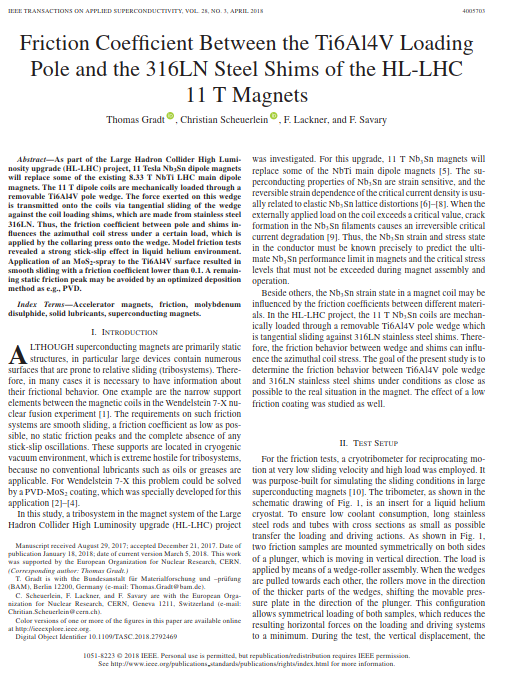 IEEE TRANSACTIONS ON APPLIED SUPERCONDUCTIVITY, VOL. 28, NO. 3, APRIL 2018
4005703
Friction Coefficient Between the Ti6Al4V Loading
Pole and the 316LN Steel Shims of the HL-LHC
11 T Magnets
Thomas Gradt, Christian Scheuerlein, F. Lackner, and F. Savary
Abstract—As part of the Large Hadron Collider High Lumi-
nosity upgrade (HL-LHC) project, 11 Tesla Nb3Sn dipole magnets
will replace some of the existing 8.33 T NbTi LHC main dipole
magnets. The 11 T dipole coils are mechanically loaded through a
removable Ti6Al4V pole wedge. The force exerted on this wedge
is transmitted onto the coils via tangential sliding of the wedge
against the coil loading shims, which are made from stainless steel
316LN. Thus, the friction coefficient between pole and shims in-
fluences the azimuthal coil stress under a certain load, which is
applied by the collaring press onto the wedge. Model friction tests
revealed a strong stick-slip effect in liquid helium environment.
Application of an MoS2-spray to the Ti6Al4V surface resulted in
smooth sliding with a friction coefficient lower than 0.1. A remain-
ing static friction peak may be avoided by an optimized deposition
method as e.g., PVD.
Index Terms—Accelerator magnets, friction, molybdenum
disulphide, solid lubricants, superconducting magnets.
I. INTRODUCTION
ALTHOUGH superconducting magnets are primarily static
structures, in particular large devices contain numerous
surfaces that are prone to relative sliding (tribosystems). There-
fore, in many cases it is necessary to have information about
their frictional behavior. One example are the narrow support
elements between the magnetic coils in the Wendelstein 7-X nu-
clear fusion experiment [1]. The requirements on such friction
systems are smooth sliding, a friction coefficient as low as pos-
sible, no static friction peaks and the complete absence of any
stick-slip oscillations. These supports are located in cryogenic
vacuum environment, which is extreme hostile for tribosystems,
because no conventional lubricants such as oils or greases are
applicable. For Wendelstein 7-X this problem could be solved
by a PVD-MoS2 coating, which was specially developed for this
application [2]–[4].
In this study, a tribosystem in the magnet system of the Large
Hadron Collider High Luminosity upgrade (HL-LHC) project
Manuscript received August 29, 2017; accepted December 21, 2017. Date of
publication January 18, 2018; date of current version March 5, 2018. This work
was supported by the European Organization for Nuclear Research, CERN.
(Corresponding author: Thomas Gradt.)
T. Gradt is with the Bundesanstalt für Materialforschung und –prüfung
(BAM), Berlin 12200, Germany (e-mail: Thomas.Gradt@bam.de).
C. Scheuerlein, F. Lackner, and F. Savary are with the European Orga-
nization for Nuclear Research, CERN, Geneva 1211, Switzerland (e-mail:
Chritian.Scheuerlein@cern.ch).
Color versions of one or more of the figures in this paper are available online
at http://ieeexplore.ieee.org.
Digital Object Identifier 10.1109/TASC.2018.2792469
was investigated. For this upgrade, 11 T Nb3Sn magnets will
replace some of the NbTi main dipole magnets [5]. The su-
perconducting properties of Nb3Sn are strain sensitive, and the
reversible strain dependence of the critical current density is usu-
ally related to elastic Nb3Sn lattice distortions [6]–[8]. When the
externally applied load on the coil exceeds a critical value, crack
formation in the Nb3Sn filaments causes an irreversible critical
current degradation [9]. Thus, the Nb3Sn strain and stress state
in the conductor must be known precisely to predict the ulti-
mate Nb3Sn performance limit in magnets and the critical stress
levels that must not be exceeded during magnet assembly and
operation.
Beside others, the Nb3Sn strain state in a magnet coil may be
influenced by the friction coefficients between different materi-
als. In the HL-LHC project, the 11 T Nb3Sn coils are mechan-
ically loaded through a removable Ti6Al4V pole wedge which
is tangential sliding against 316LN stainless steel shims. There-
fore, the friction behavior between wedge and shims can influ-
ence the azimuthal stress. The goal of the present study is to
determine the friction behavior between Ti6Al4V pole wedge
and 316LN stainless steel shims under conditions as close as
possible to the real situation in the magnet. The effect of a low
friction coating was studied as well.
II. TEST SETUP
For the friction tests, a cryotribometer for reciprocating mo-
tion at very low sliding velocity and high load was employed. It
was purpose-built for simulating the sliding conditions in large
superconducting magnets [10]. The tribometer, as shown in the
schematic drawing of Fig. 1, is an insert for a liquid helium
cryostat. To ensure low coolant consumption, long stainless
steel rods and tubes with cross sections as small as possible
transfer the loading and driving actions. As shown in Fig. 1,
two friction samples are mounted symmetrically on both sides
of a plunger, which is moving in vertical direction. The load is
applied by means of a wedge-roller assembly. When the wedges
are pulled towards each other, the rollers move in the direction
of the thicker parts of the wedges, shifting the movable pres-
sure plate in the direction of the plunger. This configuration
allows symmetrical loading of both samples, which reduces the
resulting horizontal forces on the loading and driving systems
to a minimum. During the test, the vertical displacement, the
1051-8223 © 2018 IEEE. Personal use is permitted, but republication/redistribution requires IEEE permission.
See http://www.ieee.org/publications_standards/publications/rights/index.html for more information.